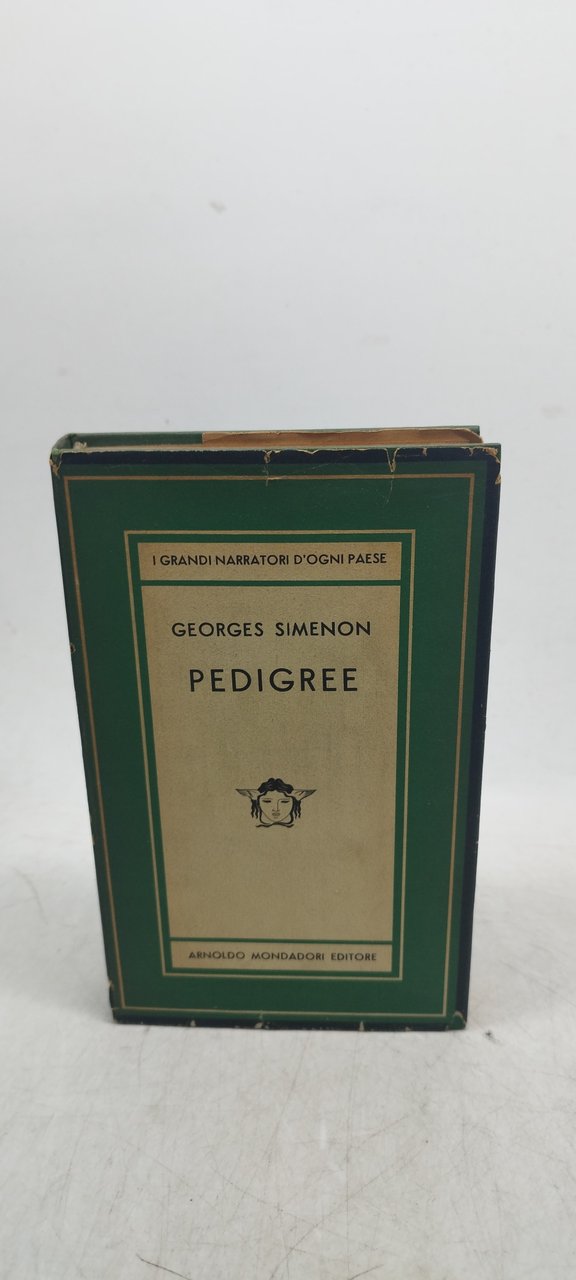 I GRANDI NARRATORI D'OGNI PAESE
GEORGES SIMENON
PEDIGREE
ARNOLDO MONDADORI EDITORE